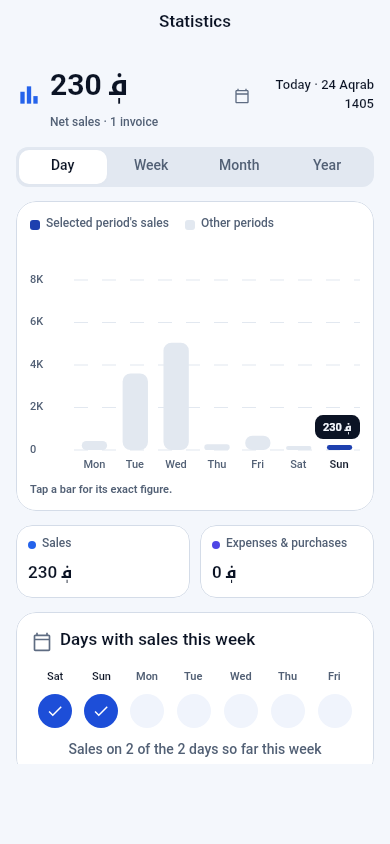 Statistics
230 ؋
Today · 24 Aqrab
1405
Net sales · 1 invoice
Day Week Month Year
Selected period's sales Other periods
8K
6K
4K
2K
230 ؋
0
Mon Tue Wed Thu Fri Sat Sun
Tap a bar for its exact figure.
Sales Expenses & purchases
230 ؋ 0 ؋
Days with sales this week
Sat Sun Mon Tue Wed Thu Fri
Sales on 2 of the 2 days so far this week